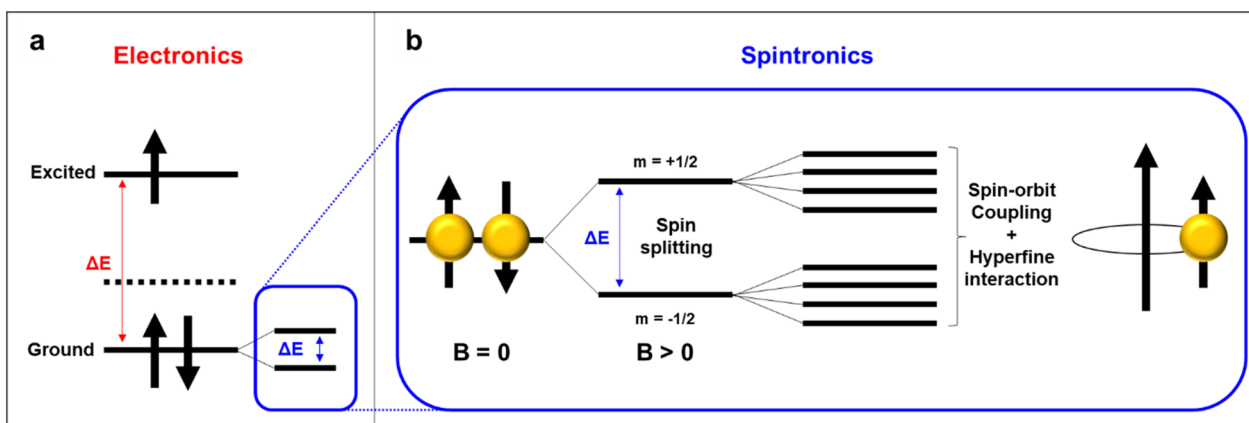 a
Electronics
Excited
ΔE
Ground
ΔE
b
Spintronics
m = +1/2
ΔE
Spin
splitting
m = -1/2
B = 0
B > 0
Spin-orbit
Coupling
+
Hyperfine
interaction